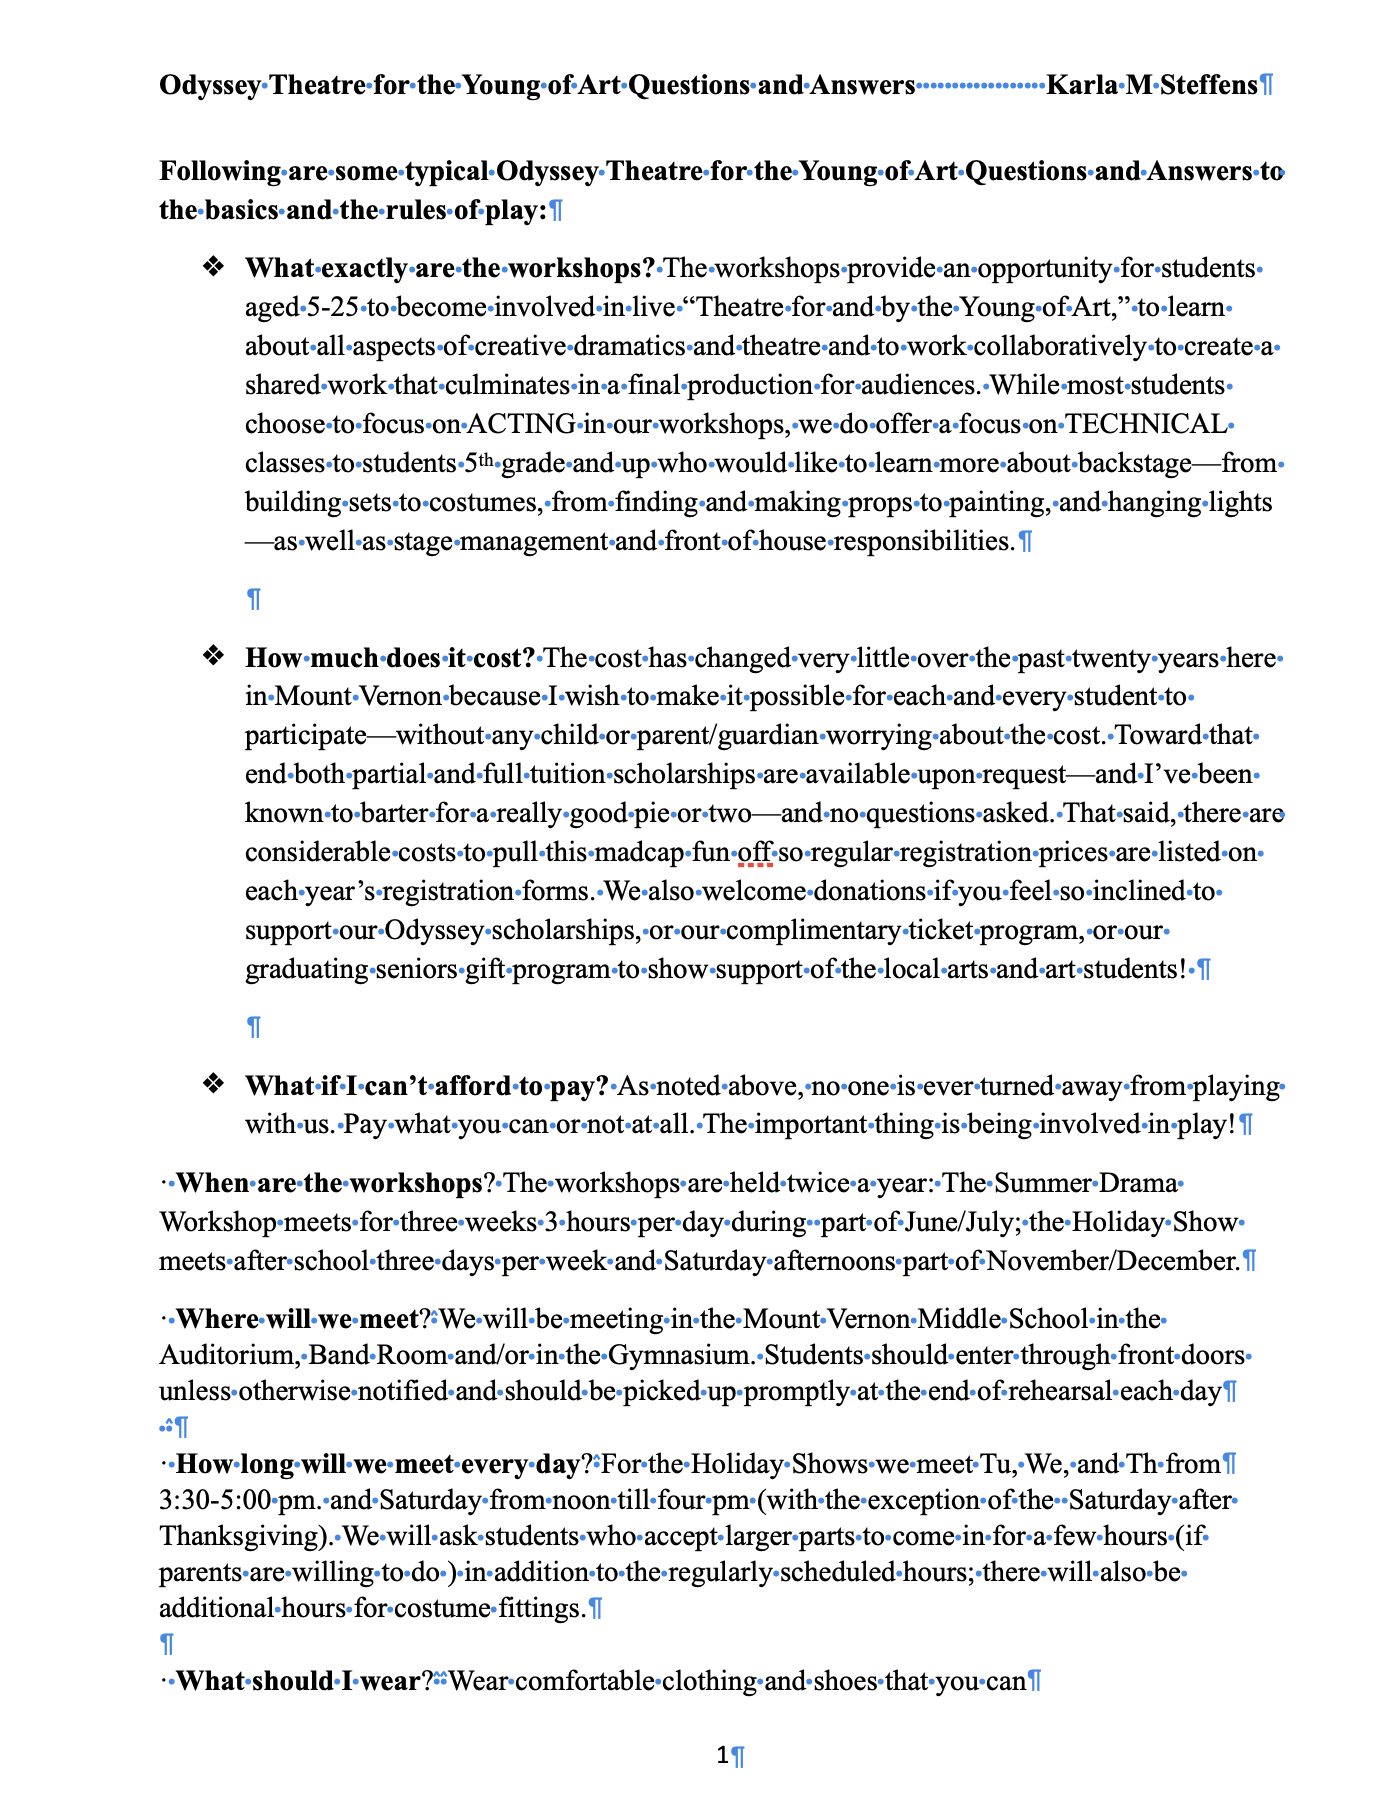 Odyssey Theatre for the Young of Art Questions and Answers Karla M Steffens¶
Following are some typical Odyssey Theatre for the Young of Art Questions and Answers to
the basics and the rules of play:¶
❖ What exactly are the workshops? The workshops provide an opportunity for students
aged 5-25 to become involved in live “Theatre for and by the Young of Art,” to learn
about all aspects of creative dramatics and theatre and to work collaboratively to create a
shared work that culminates in a final production for audiences. While most students
choose to focus on ACTING in our workshops, we do offer a focus on TECHNICAL
classes to students 5th grade and up who would like to learn more about backstage—from
building sets to costumes, from finding and making props to painting, and hanging lights
—as well as stage management and front of house responsibilities.¶
¶
❖ How much does it cost? The cost has changed very little over the past twenty years here
in Mount Vernon because I wish to make it possible for each and every student to
participate—without any child or parent/guardian worrying about the cost. Toward that
end both partial and full tuition scholarships are available upon request—and I’ve been
known to barter for a really good pie or two—and no questions asked. That said, there are
considerable costs to pull this madcap fun off so regular registration prices are listed on
each year’s registration forms. We also welcome donations if you feel so inclined to
support our Odyssey scholarships, or our complimentary ticket program, or our
graduating seniors gift program to show support of the local arts and art students! ¶
¶
❖ What if I can’t afford to pay? As noted above, no one is ever turned away from playing
with us. Pay what you can or not at all. The important thing is being involved in play!¶
· When are the workshops? The workshops are held twice a year: The Summer Drama
Workshop meets for three weeks 3 hours per day during  part of June/July; the Holiday Show
meets after school three days per week and Saturday afternoons part of November/December.¶
· Where will we meet? We will be meeting in the Mount Vernon Middle School in the
Auditorium, Band Room and/or in the Gymnasium. Students should enter through front doors
unless otherwise notified and should be picked up promptly at the end of rehearsal each day¶
¶
· How long will we meet every day? For the Holiday Shows we meet Tu, We, and Th from¶
3:30-5:00 pm. and Saturday from noon till four pm (with the exception of the  Saturday after
Thanksgiving). We will ask students who accept larger parts to come in for a few hours (if
parents are willing to do ) in addition to the regularly scheduled hours; there will also be
additional hours for costume fittings.¶
¶
· What should I wear?  Wear comfortable clothing and shoes that you can¶
1¶